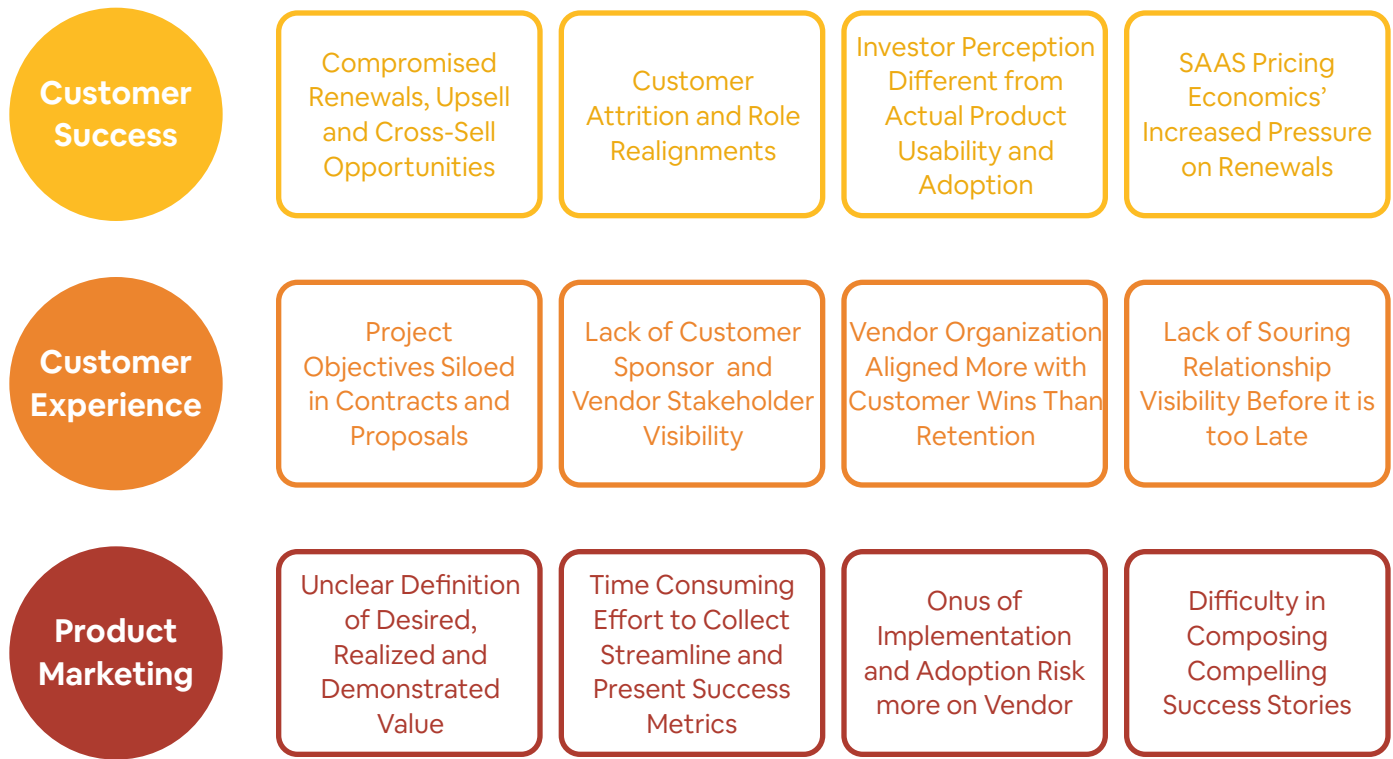 Customer
Success
Compromised
Renewals, Upsell
and Cross-Sell
Opportunities
Customer
Attrition and Role
Realignments
Investor Perception
Different from
Actual Product
Usability and
Adoption
SAAS Pricing
Economics’
Increased Pressure
on Renewals
Customer
Experience
Project
Objectives Siloed
in Contracts and
Proposals
Lack of Customer
Sponsor and
Vendor Stakeholder
Visibility
Vendor Organization
Aligned More with
Customer Wins Than
Retention
Lack of Souring
Relationship
Visibility Before it is
too Late
Product
Marketing
Unclear Definition
of Desired,
Realized and
Demonstrated
Value
Time Consuming
Effort to Collect
Streamline and
Present Success
Metrics
Onus of
Implementation
and Adoption Risk
more on Vendor
Difficulty in
Composing
Compelling
Success Stories